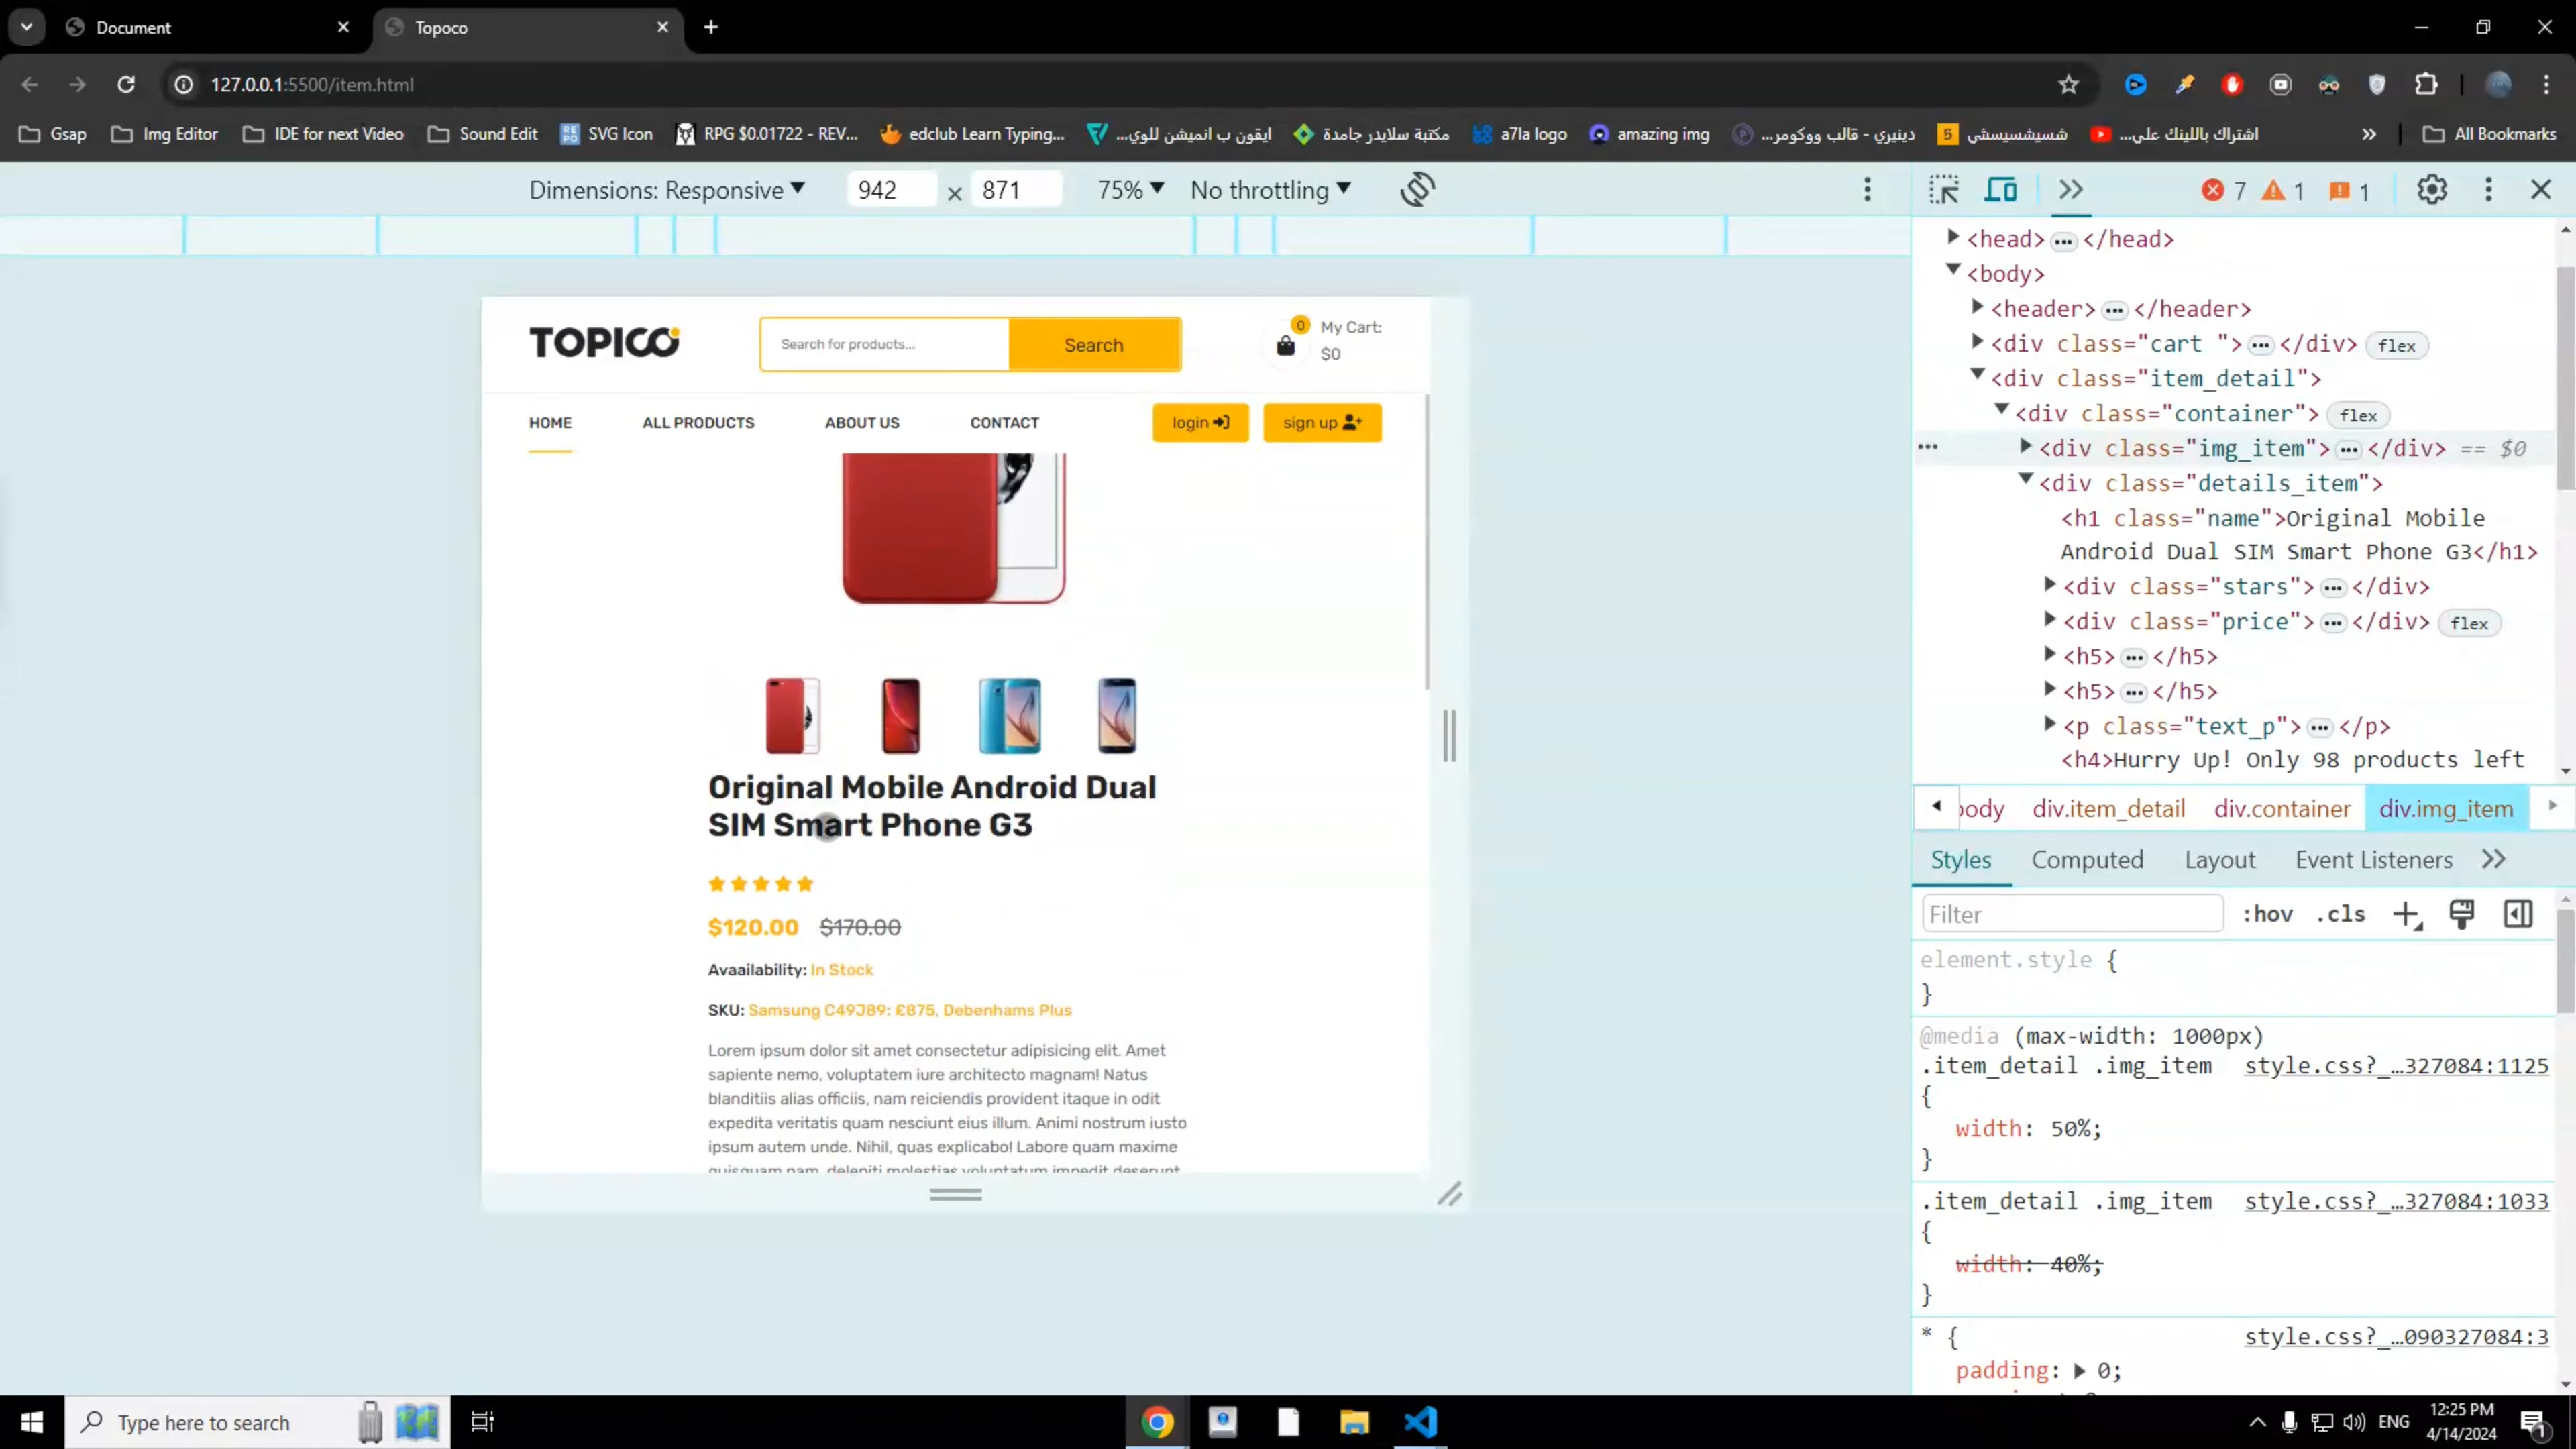 Document
Topoco
127.0.0.1:5500/item.html
Gsap
Img Editor
IDE for next Video
Sound Edit
SVG Icon
RPG $0.01722 - REV...
edclub Learn Typing...
ايقون ب انميشن للوي...
مكتبة سلايدر جامدة
a7la logo
amazing img
دينيري - قالب ووكومر...
شسيشسيسشي
اشتراك باللينك علي...
All Bookmarks
Dimensions: Responsive
942 × 871
75%
No throttling
7
1
1
TOPICO
Search for products...
Search
0
My Cart:
$0
HOME
ALL PRODUCTS
ABOUT US
CONTACT
login
sign up
Original Mobile Android Dual
SIM Smart Phone G3
$120.00 $170.00
Avaailability: In Stock
SKU: Samsung C49J89: £875, Debenhams Plus
Lorem ipsum dolor sit amet consectetur adipisicing elit. Amet
sapiente nemo, voluptatem iure architecto magnam! Natus
blanditiis alias officiis, nam reiciendis provident itaque in odit
expedita veritatis quam nesciunt eius illum. Animi nostrum iusto
ipsum autem unde. Nihil, quas explicabo! Labore quam maxime
quisquam nam, deleniti molestias voluptatum impedit deserunt
<head> ... </head>
<body>
<header> ... </header>
<div class="cart "> ... </div> flex
<div class="item_detail">
<div class="container"> flex
... <div class="img_item"> ... </div> == $0
<div class="details_item">
<h1 class="name">Original Mobile
Android Dual SIM Smart Phone G3</h1>
<div class="stars"> ... </div>
<div class="price"> ... </div> flex
<h5> ... </h5>
<h5> ... </h5>
<p class="text_p"> ... </p>
<h4>Hurry Up! Only 98 products left
body div.item_detail div.container div.img_item
Styles Computed Layout Event Listeners
Filter :hov .cls
element.style {
}
@media (max-width: 1000px)
.item_detail .img_item style.css?_…327084:1125
{
width: 50%;
}
.item_detail .img_item style.css?_…327084:1033
{
width: 40%;
}
* { style.css?_…090327084:3
padding: 0;
Type here to search
ENG
12:25 PM
4/14/2024
1